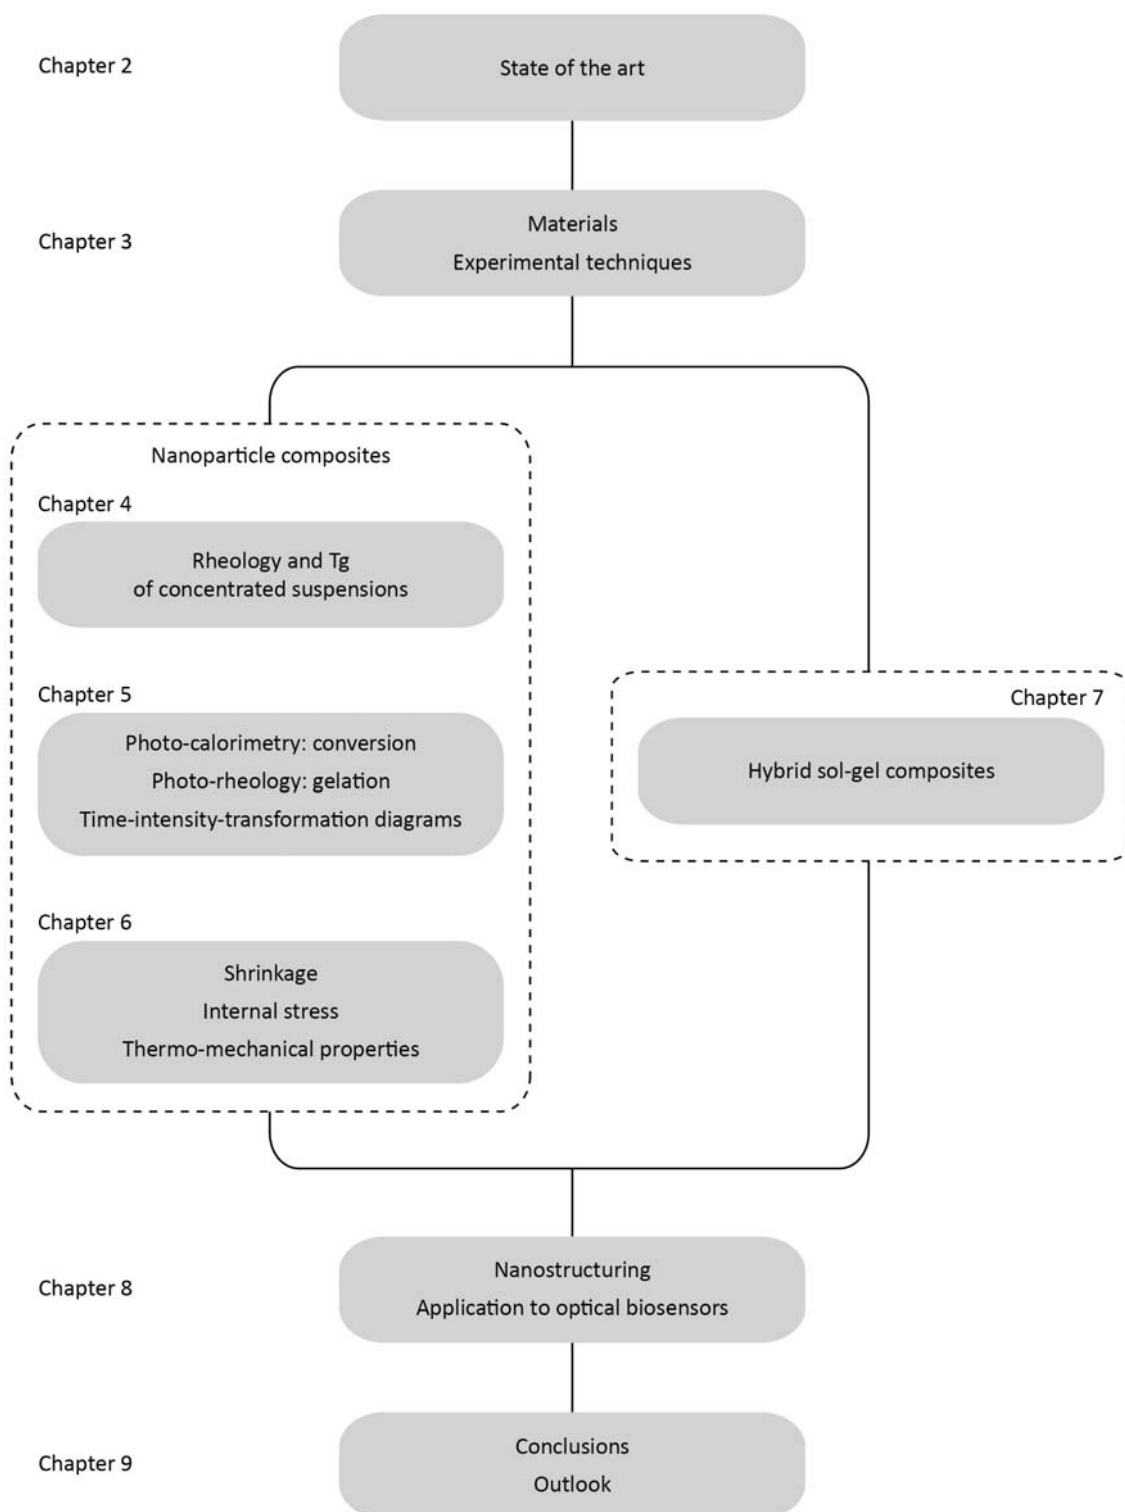 Chapter 2
State of the art
Chapter 3
Materials
Experimental techniques
Nanoparticle composites
Chapter 4
Rheology and Tg
of concentrated suspensions
Chapter 5
Photo-calorimetry: conversion
Photo-rheology: gelation
Time-intensity-transformation diagrams
Chapter 6
Shrinkage
Internal stress
Thermo-mechanical properties
Chapter 7
Hybrid sol-gel composites
Chapter 8
Nanostructuring
Application to optical biosensors
Chapter 9
Conclusions
Outlook